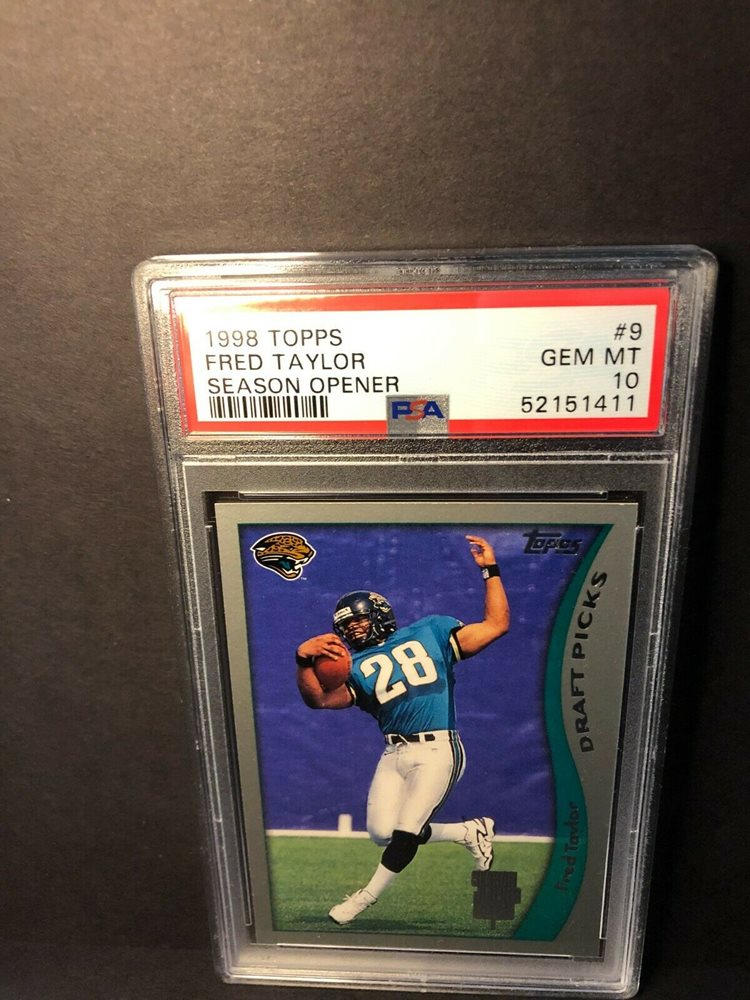 1998 TOPPS #9
FRED TAYLOR GEM MT
SEASON OPENER 10
PSA 52151411
Topps
DRAFT PICKS
28
Fred Taylor